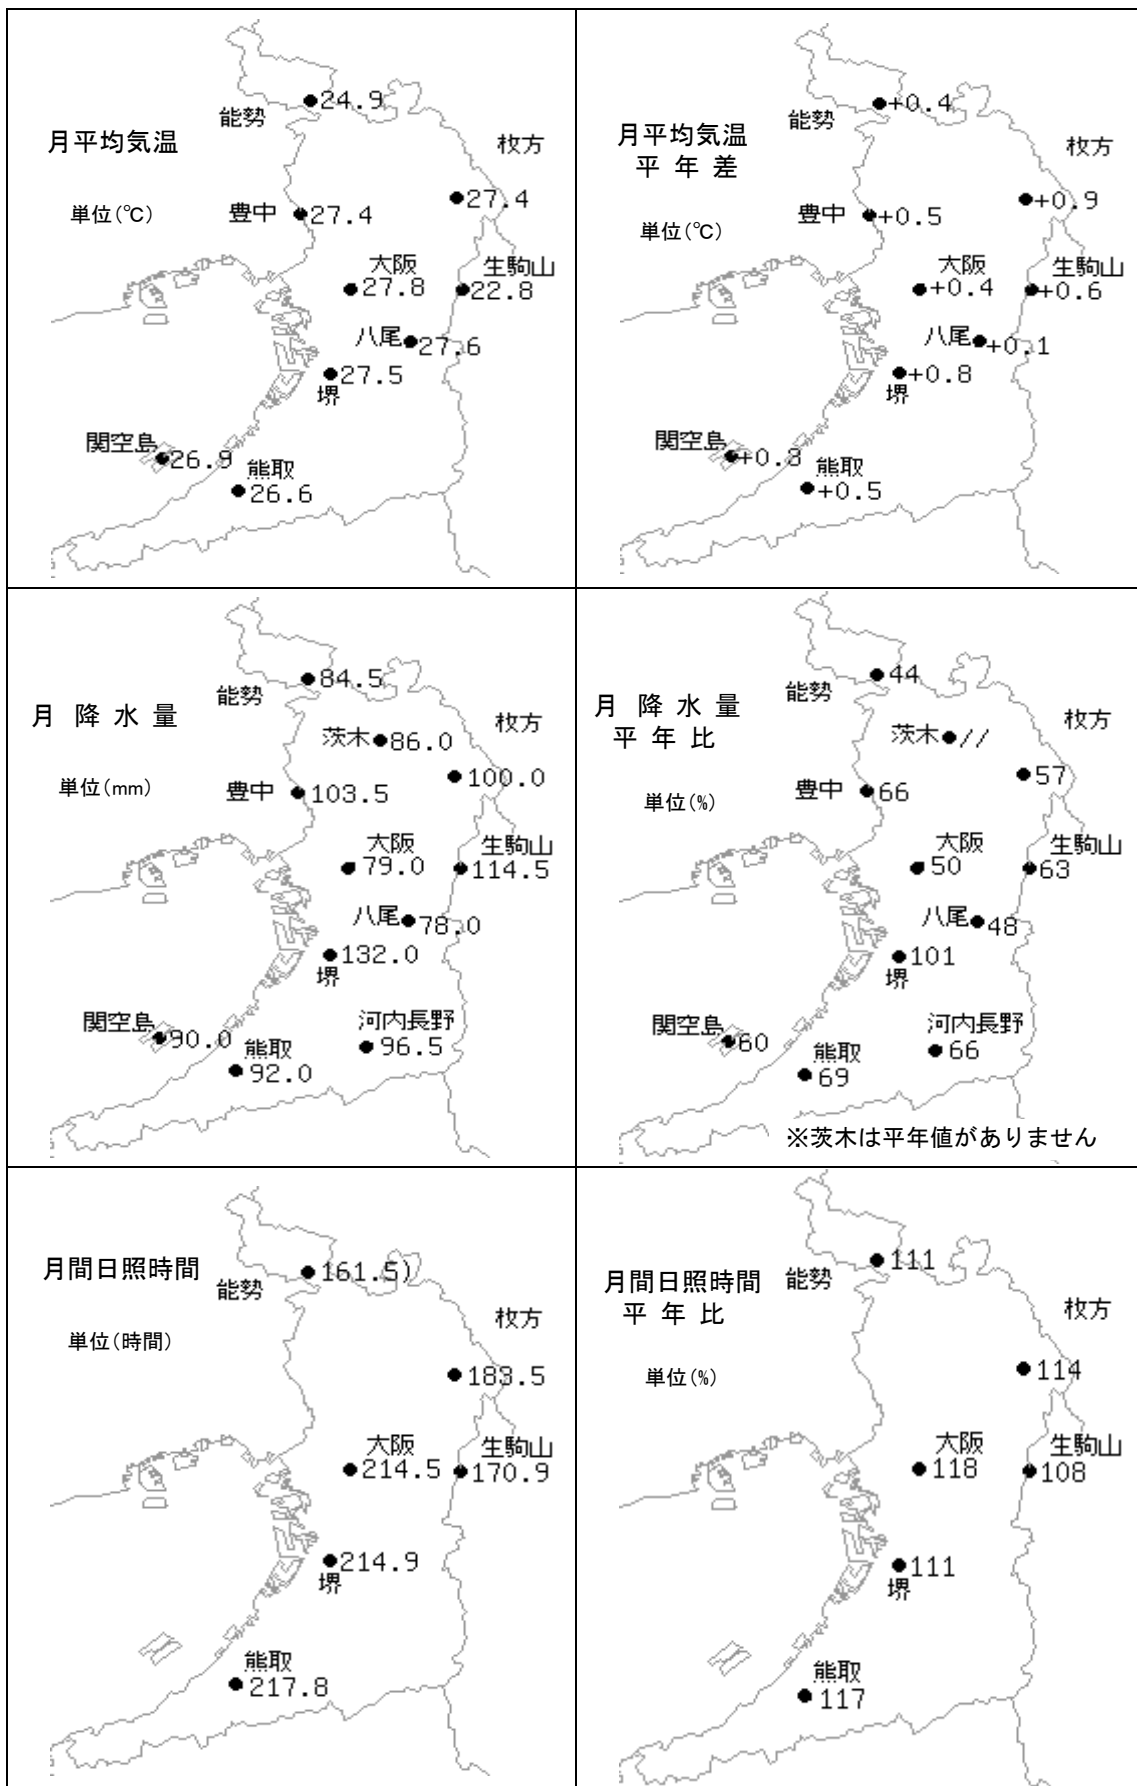 月平均気温
単位(℃)
能勢
24.9
枚方
27.4
豊中
27.4
大阪
27.8
生駒山
22.8
八尾
27.6
27.5
堺
関空島
26.9
熊取
26.6
月平均気温
平 年 差
単位(℃)
能勢
+0.4
枚方
+0.9
豊中
+0.5
大阪
+0.4
生駒山
+0.6
八尾
+0.1
+0.8
堺
関空島
+0.3
熊取
+0.5
月 降 水 量
単位(mm)
能勢
84.5
茨木
86.0
枚方
100.0
豊中
103.5
大阪
79.0
生駒山
114.5
八尾
78.0
132.0
堺
関空島
90.0
熊取
92.0
河内長野
96.5
月 降 水 量
平 年 比
単位(%)
能勢
44
茨木
//
枚方
57
豊中
66
大阪
50
生駒山
63
八尾
48
101
堺
関空島
60
熊取
69
河内長野
66
※茨木は平年値がありません
月間日照時間
単位(時間)
能勢
161.5)
枚方
183.5
大阪
214.5
生駒山
170.9
214.9
堺
熊取
217.8
月間日照時間
平 年 比
単位(%)
能勢
111
枚方
114
大阪
118
生駒山
108
111
堺
熊取
117